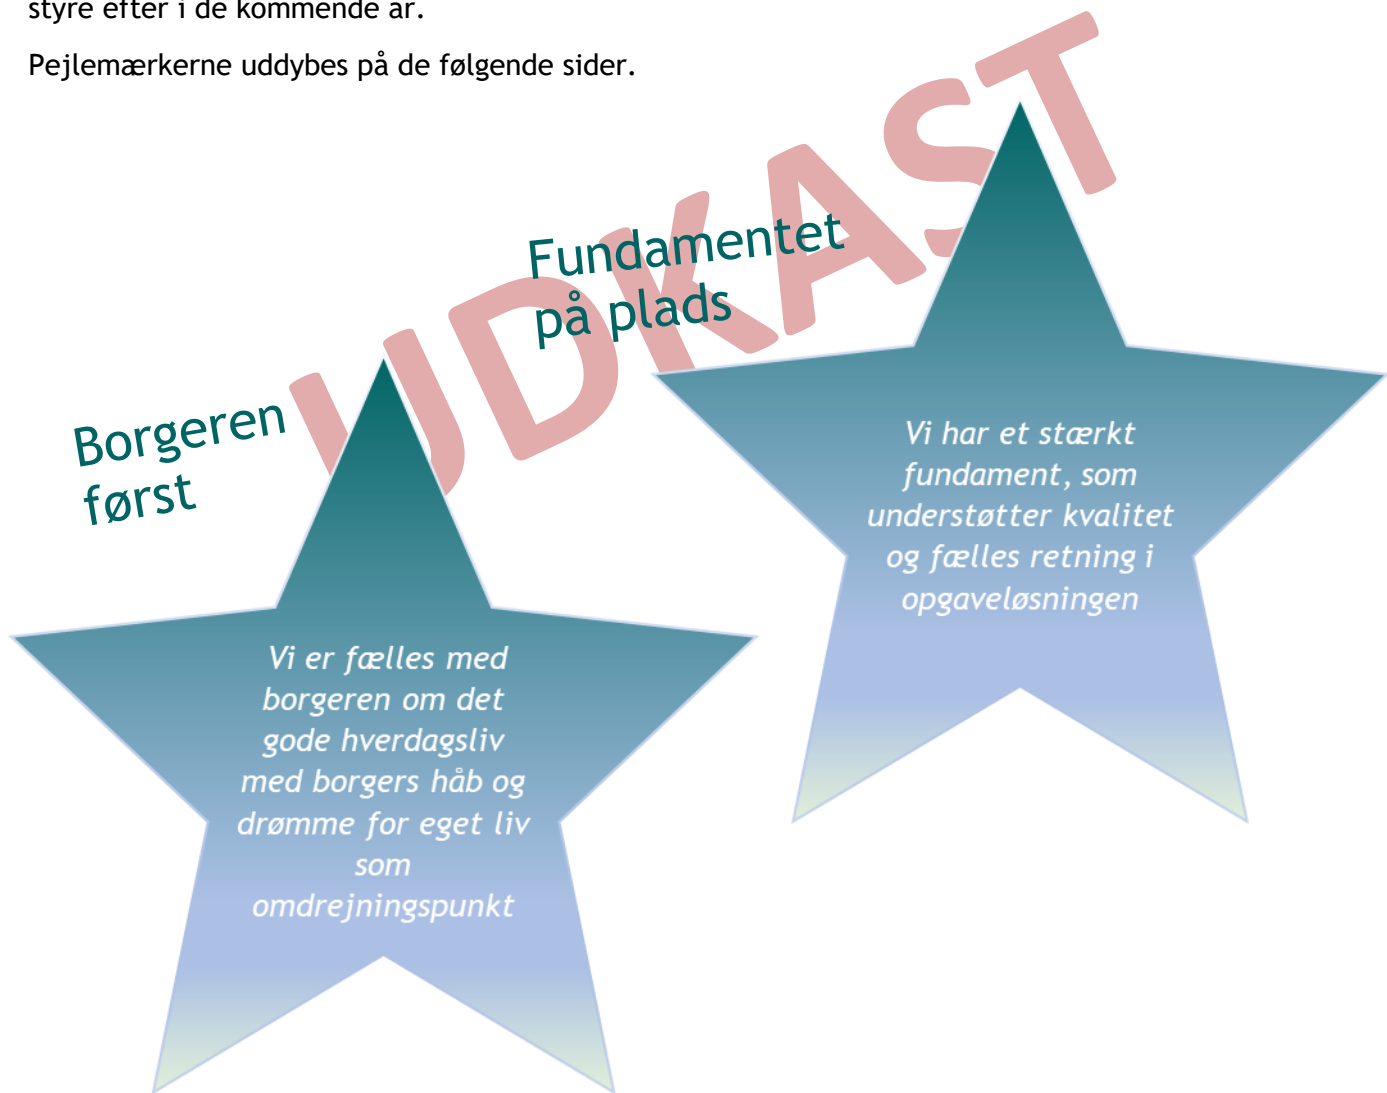 styre efter i de kommende år.
Pejlemærkerne uddybes på de følgende sider.
UDKAST
Fundamentet
på plads
Vi har et stærkt
fundament, som
understøtter kvalitet
og fælles retning i
opgaveløsningen
Borgeren
først
Vi er fælles med
borgeren om det
gode hverdagsliv
med borgers håb og
drømme for eget liv
som
omdrejningspunkt